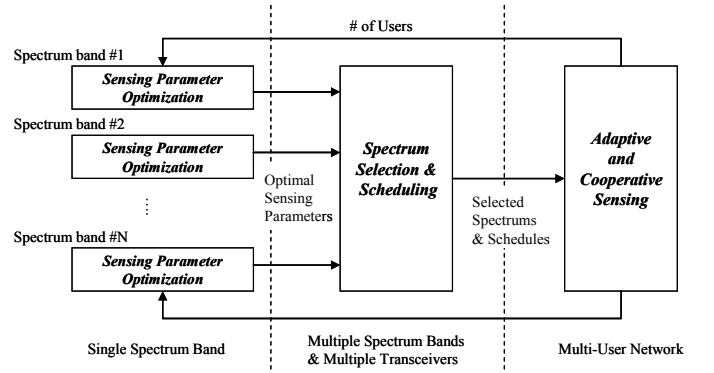 # of Users
Spectrum band #1
Sensing Parameter
Optimization
Spectrum band #2
Sensing Parameter
Optimization
Spectrum band #N
Sensing Parameter
Optimization
Optimal
Sensing
Parameters
Spectrum
Selection &
Scheduling
Selected
Spectrums
& Schedules
Adaptive
and
Cooperative
Sensing
Single Spectrum Band
Multiple Spectrum Bands
& Multiple Transceivers
Multi-User Network